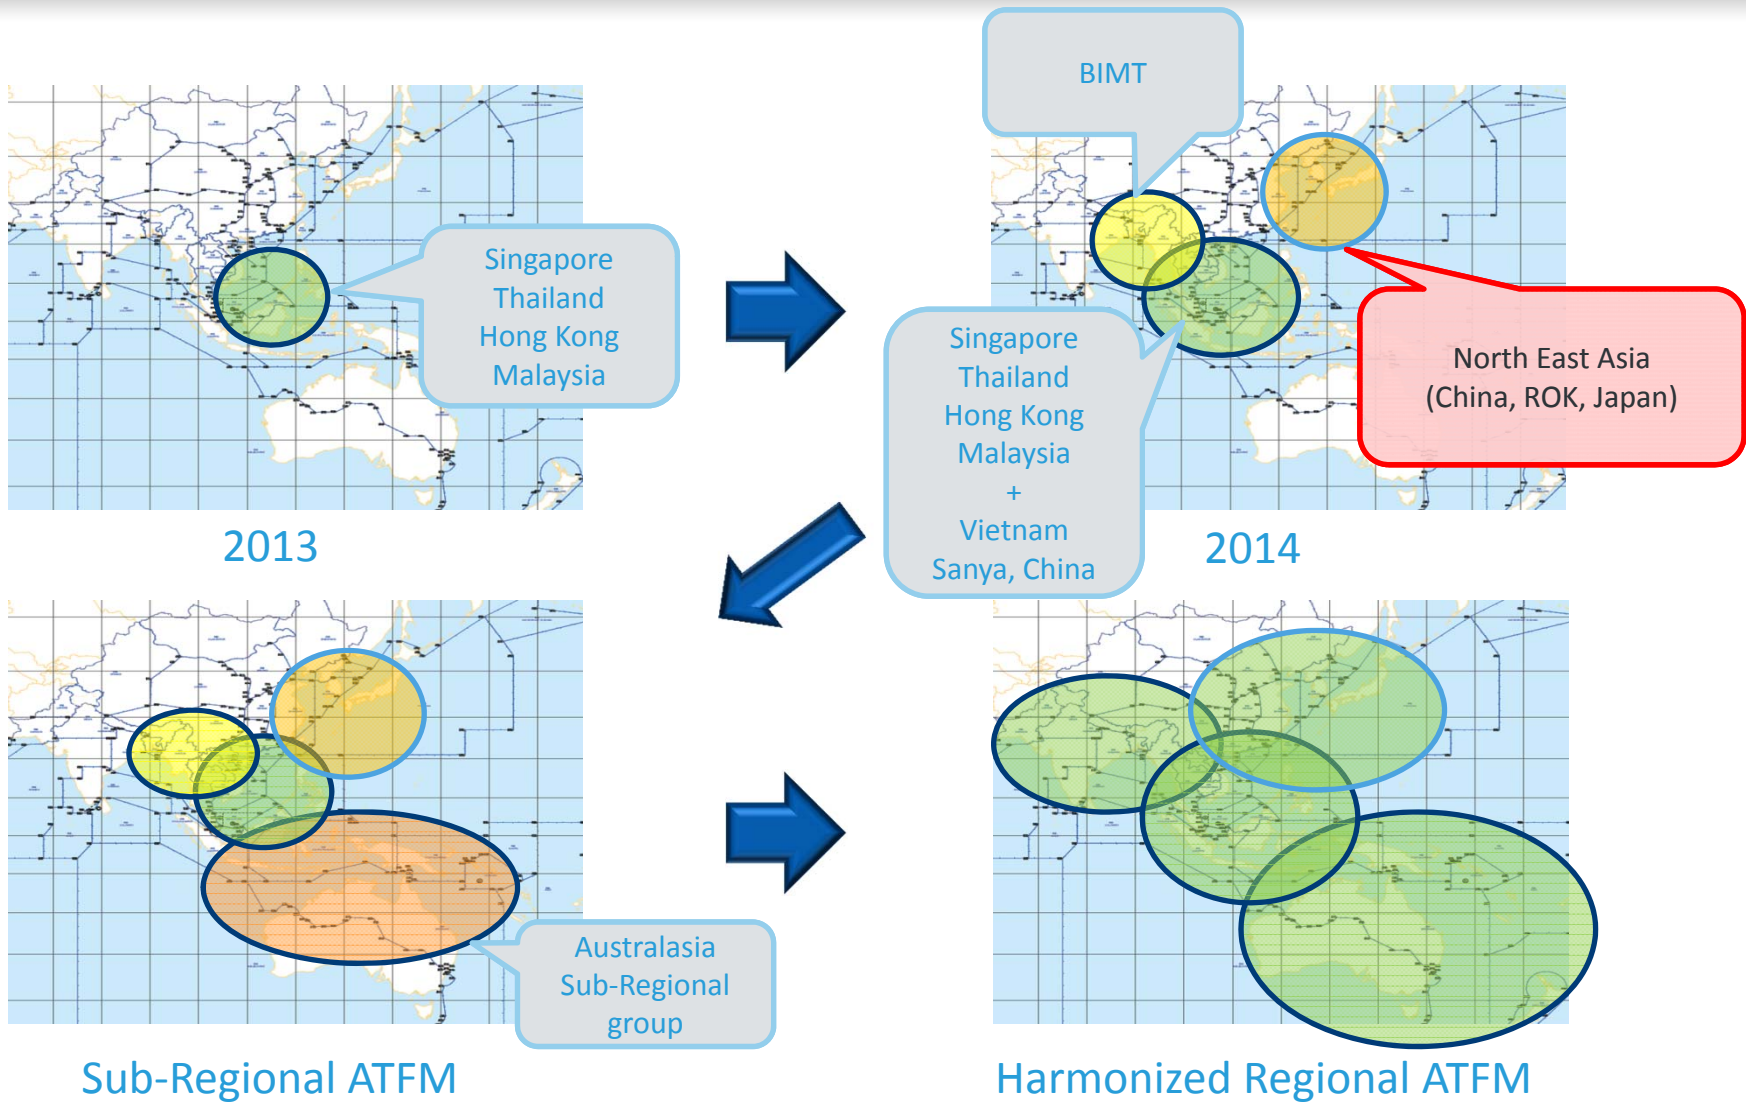 BIMT
Singapore
Thailand
Hong Kong
Malaysia
2013
Singapore
Thailand
Hong Kong
Malaysia
+
Vietnam
Sanya, China
North East Asia
(China, ROK, Japan)
2014
Australasia
Sub-Regional
group
Sub-Regional ATFM
Harmonized Regional ATFM